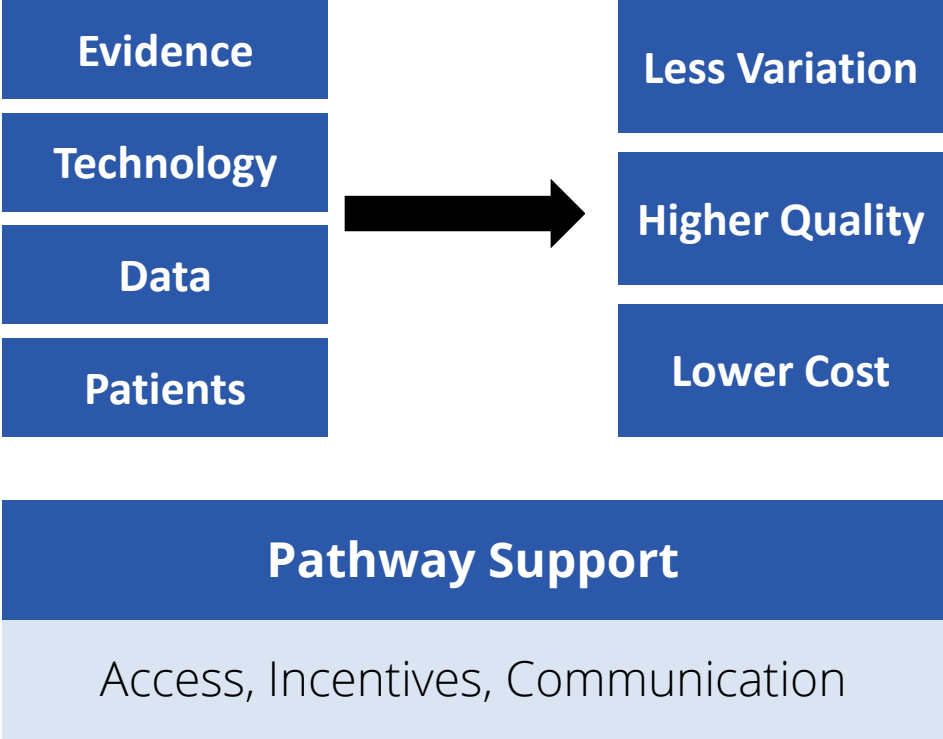 Evidence
Technology
Data
Patients
Less Variation
Higher Quality
Lower Cost
Pathway Support
Access, Incentives, Communication